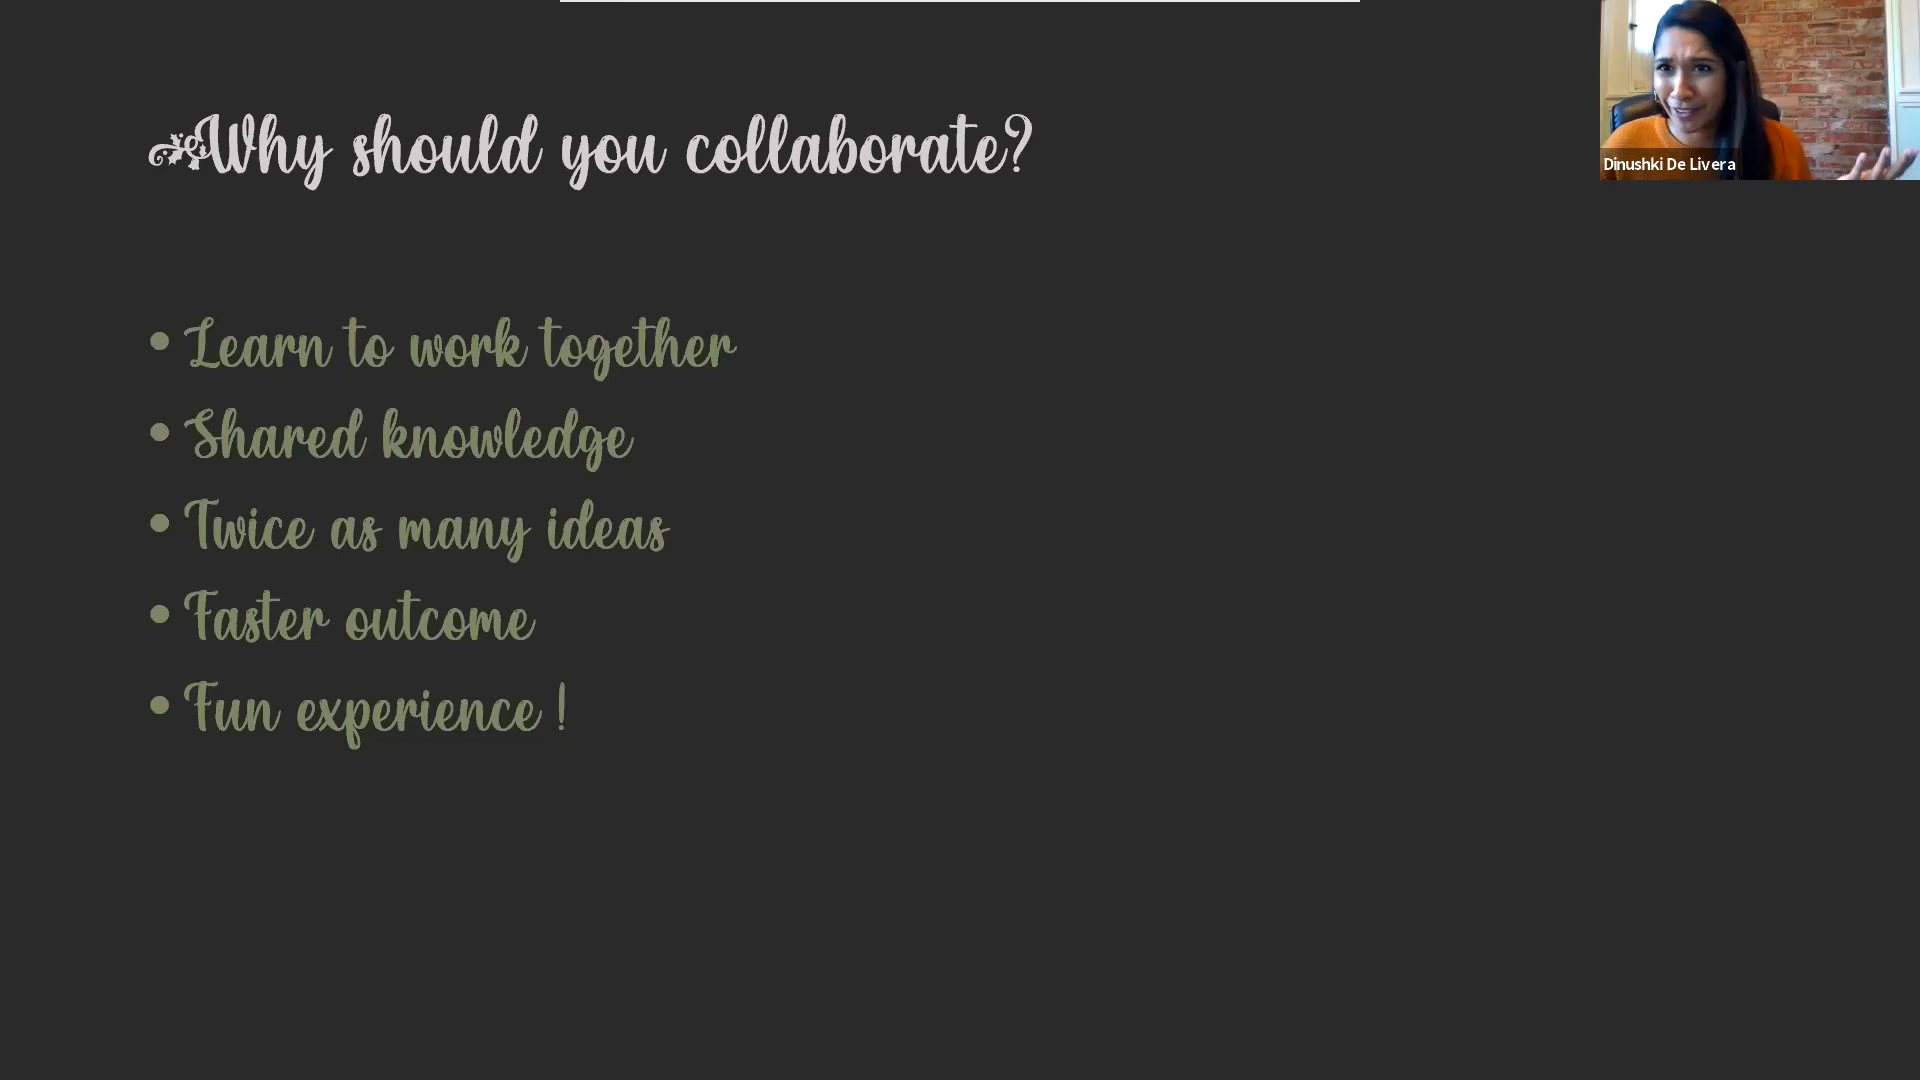 Why should you collaborate?
Dinushki De Livera
• Learn to work together
• Shared knowledge
• Twice as many ideas
• Faster outcome
• Fun experience !